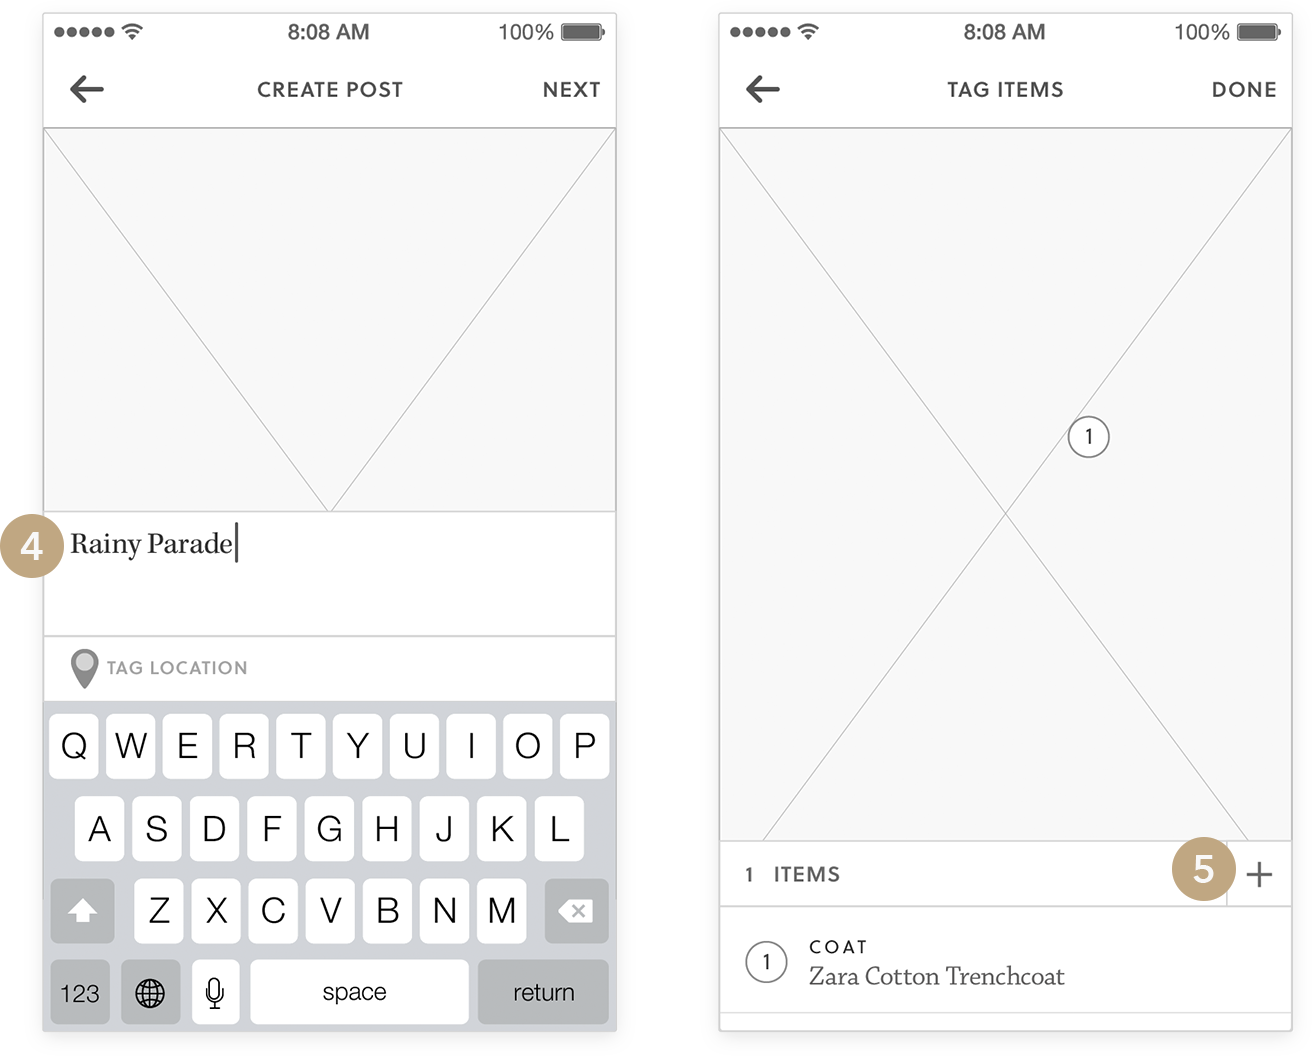 8:08 AM 100%
CREATE POST NEXT
4 Rainy Parade
TAG LOCATION
Q W E R T Y U I O P
A S D F G H J K L
Z X C V B N M
123 space return
8:08 AM 100%
TAG ITEMS DONE
1
1 ITEMS 5 +
COAT
1
Zara Cotton Trenchcoat